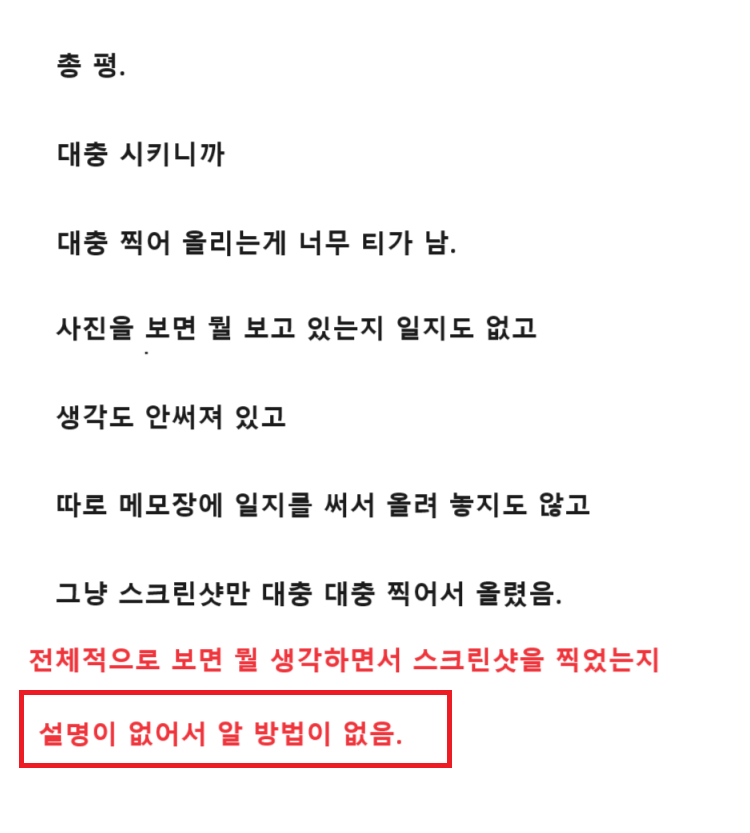 총 평.
대충 시키니까
대충 찍어 올리는게 너무 티가 남.
사진을 보면 뭘 보고 있는지 일지도 없고
생각도 안써져 있고
따로 메모장에 일지를 써서 올려 놓지도 않고
그냥 스크린샷만 대충 대충 찍어서 올렸음.
전체적으로 보면 뭘 생각하면서 스크린샷을 찍었는지
설명이 없어서 알 방법이 없음.